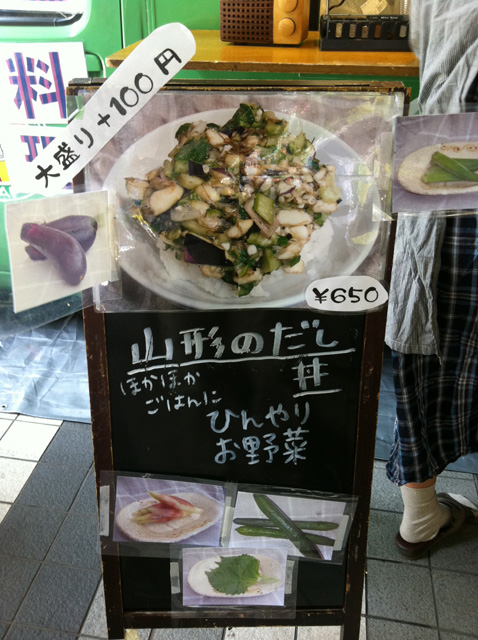 料
大盛り+100円
¥650
山形のだし
丼
ほかほか
ごはんに
ひんやり
お野菜